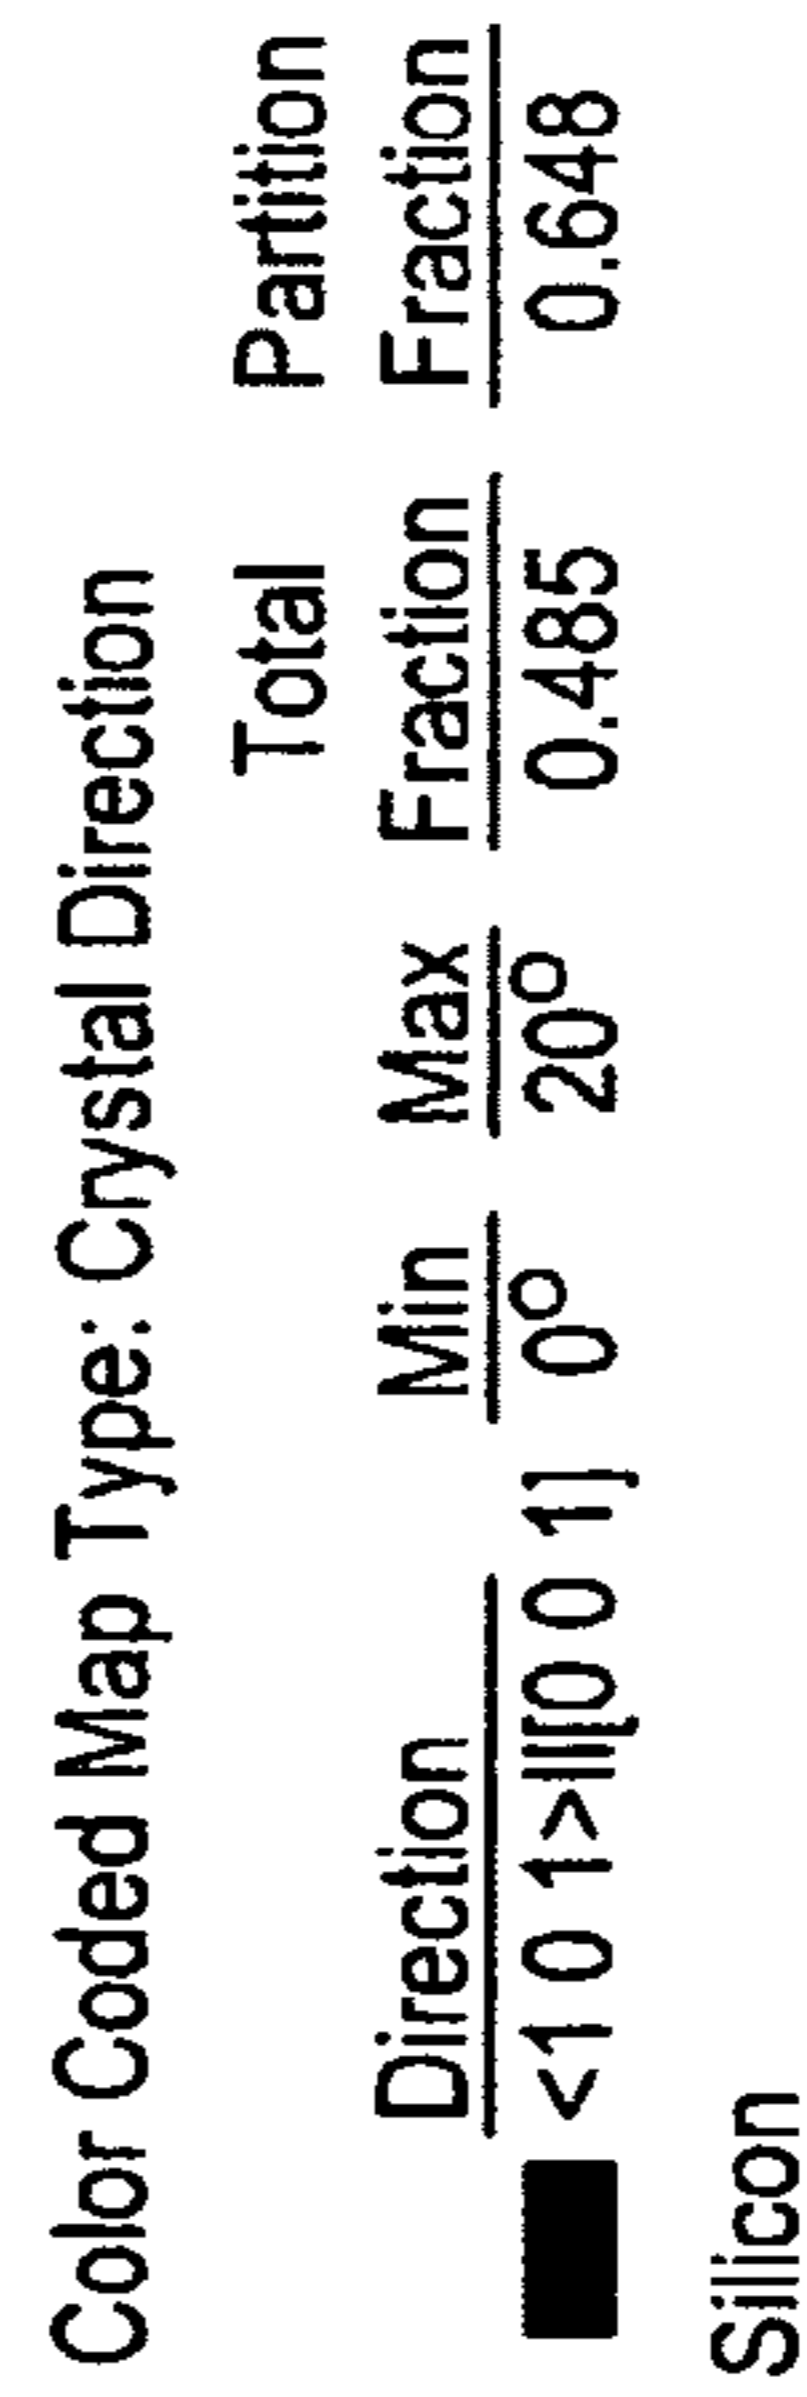 Color Coded Map Type: Crystal Direction
Total Partition
Direction Min Max Fraction Fraction
<1 0 1>||[0 0 1] 0° 20° 0.485 0.648
Silicon